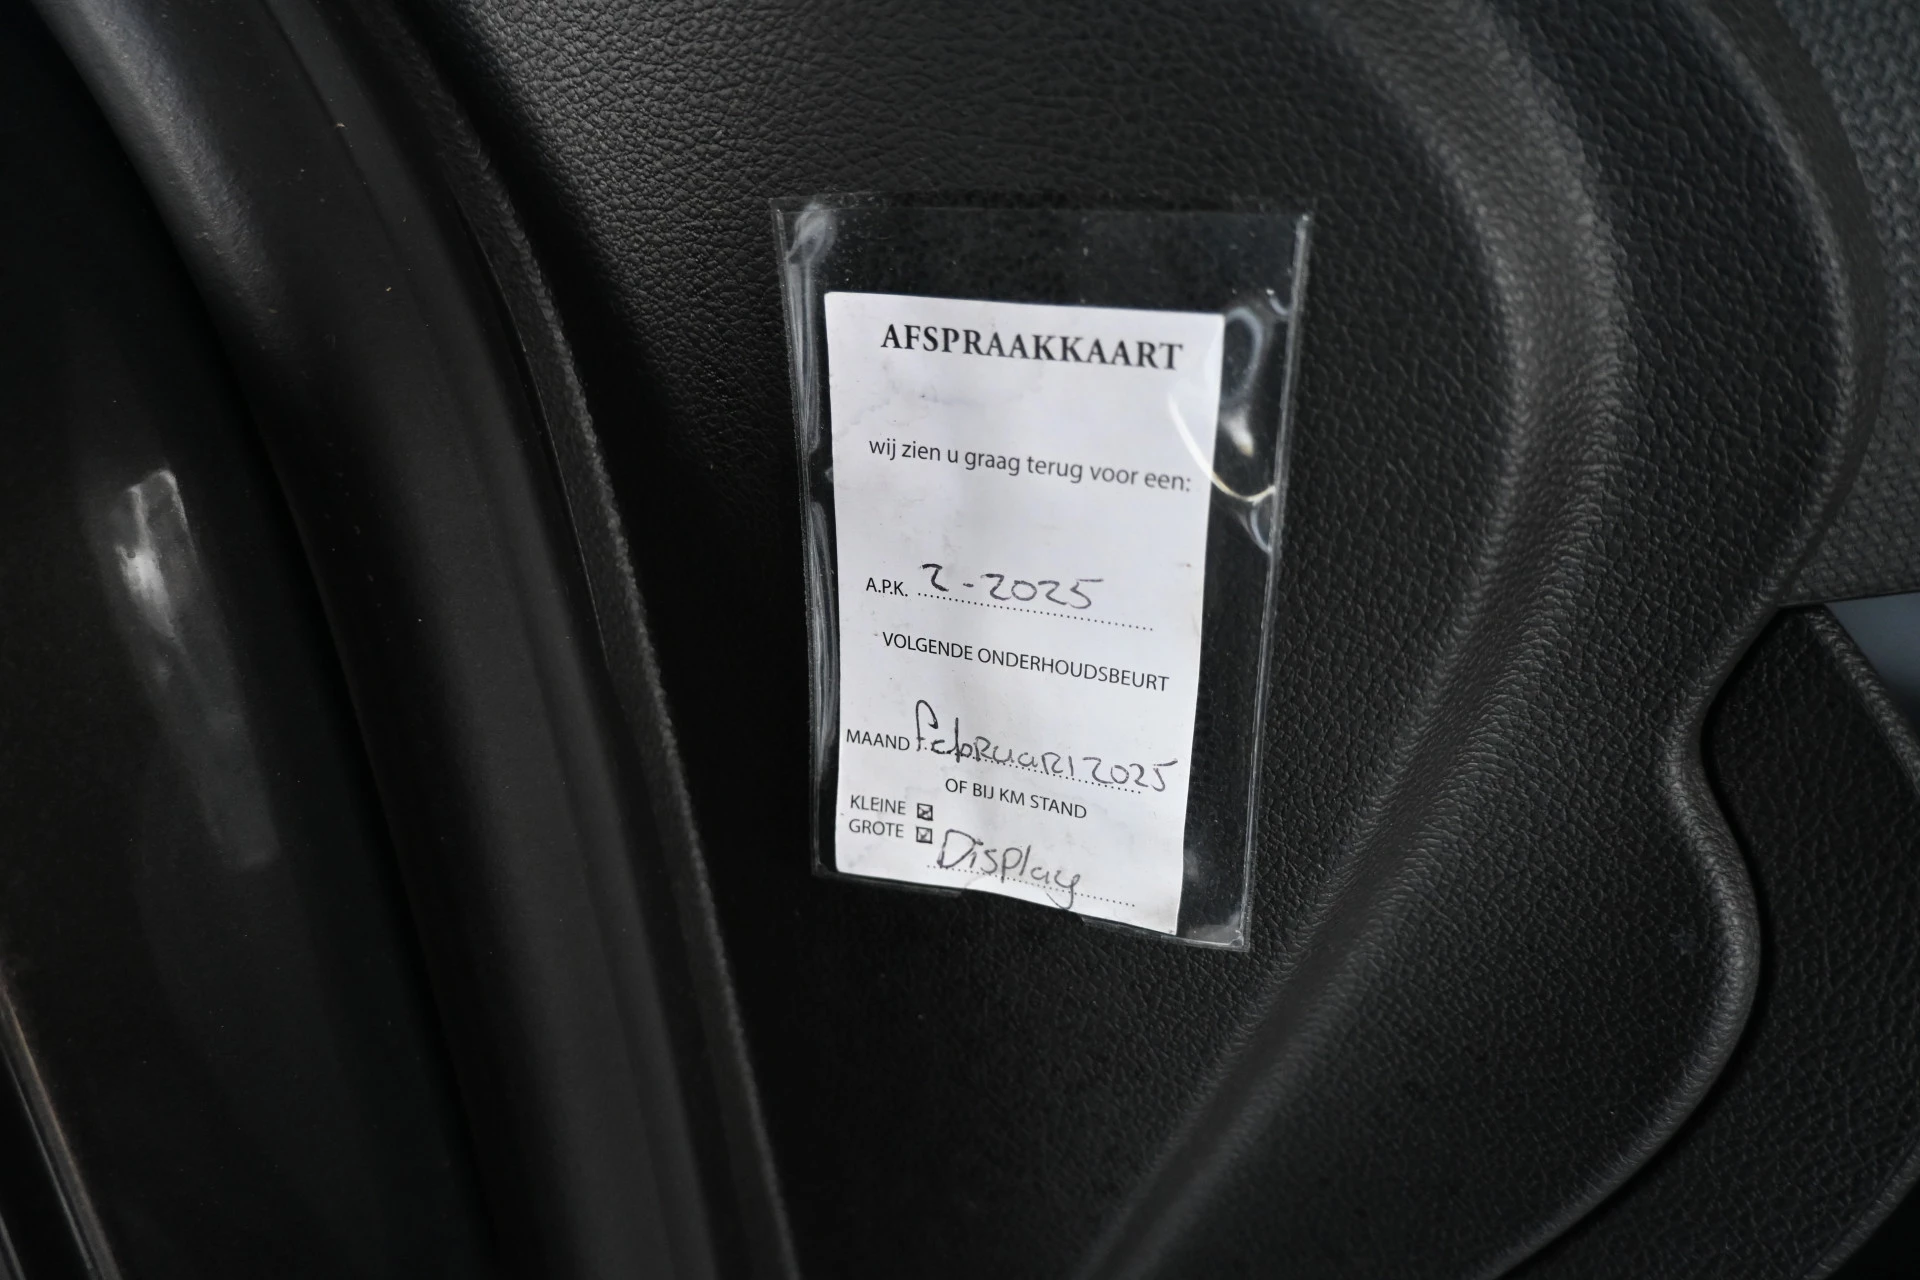 AFSPRAAKKAART
wij zien u graag terug voor een:
A.P.K. 2-2025
VOLGENDE ONDERHOUDSBEURT
MAAND februari 2025
OF BIJ KM STAND
KLEINE ☒
GROTE ☒
Display